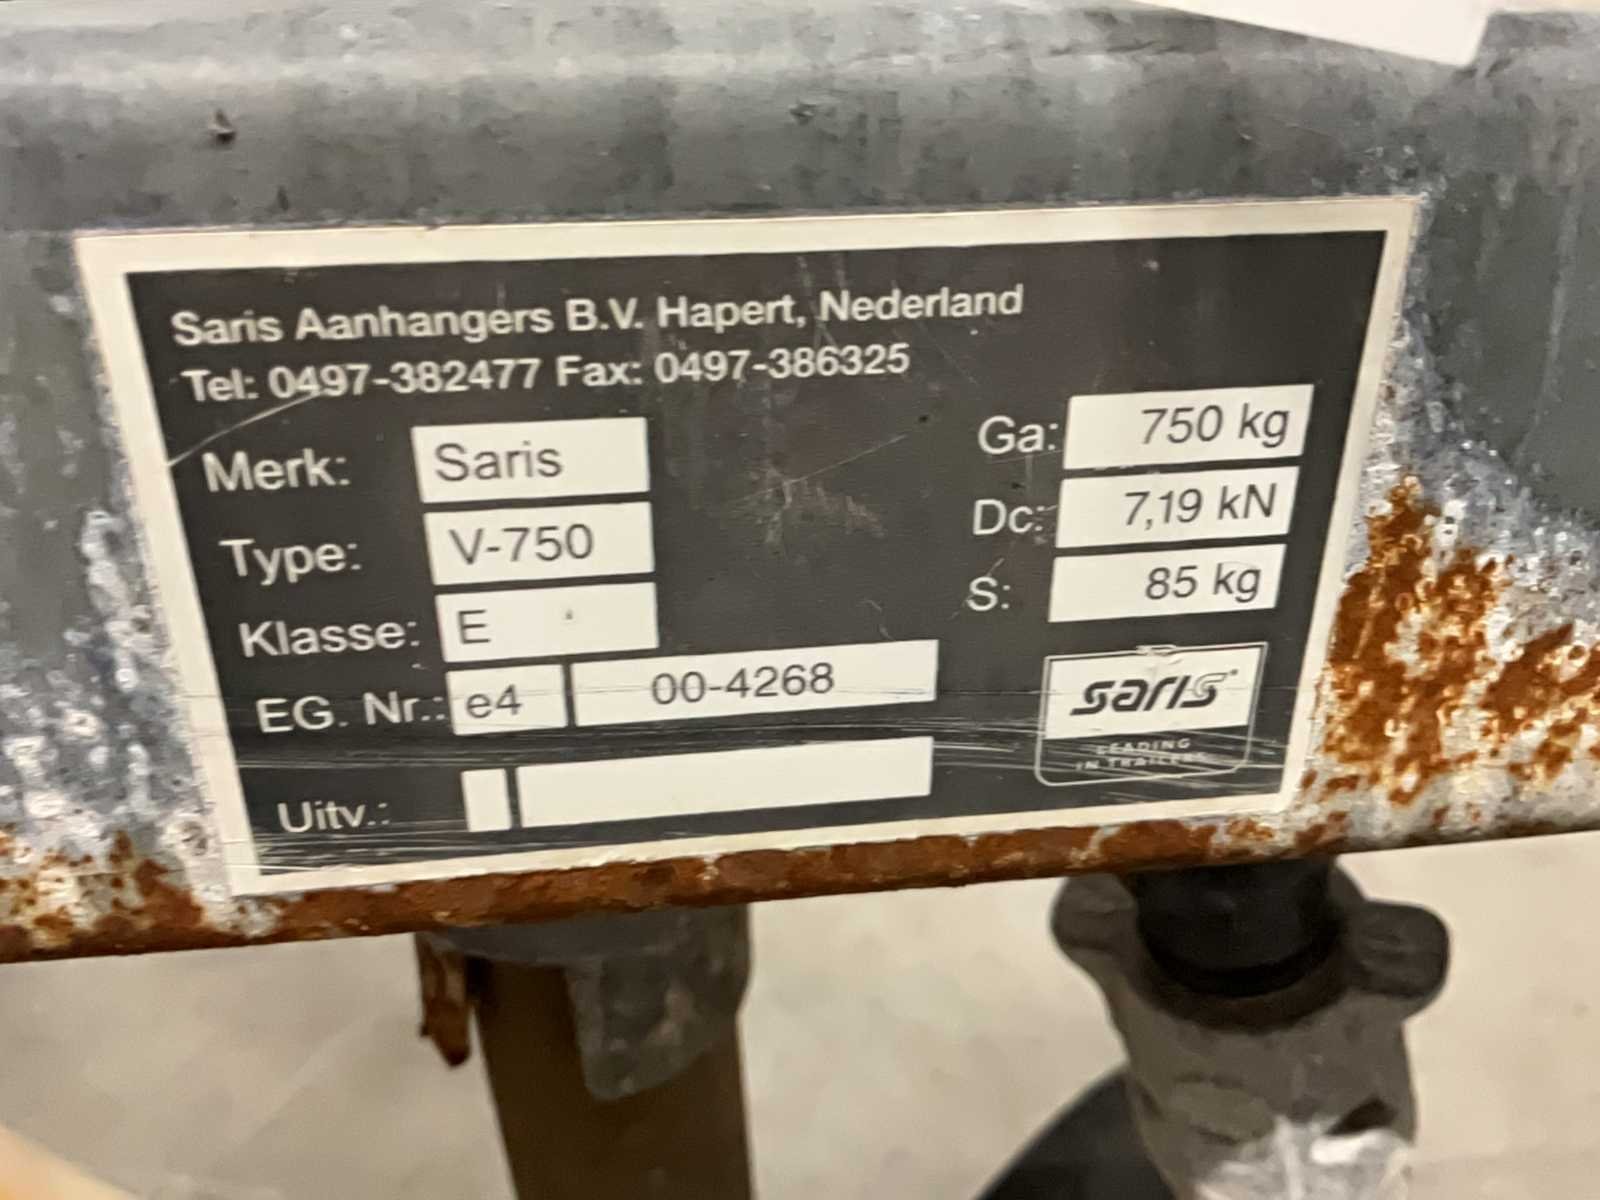 Saris Aanhangers B.V. Hapert, Nederland
Tel: 0497-382477 Fax: 0497-386325
Merk: Saris
Type: V-750
Klasse: E
EG. Nr.: e4 00-4268
Uitv.:
Ga: 750 kg
Dc: 7,19 kN
S: 85 kg
saris
LEADING
IN TRAILERS